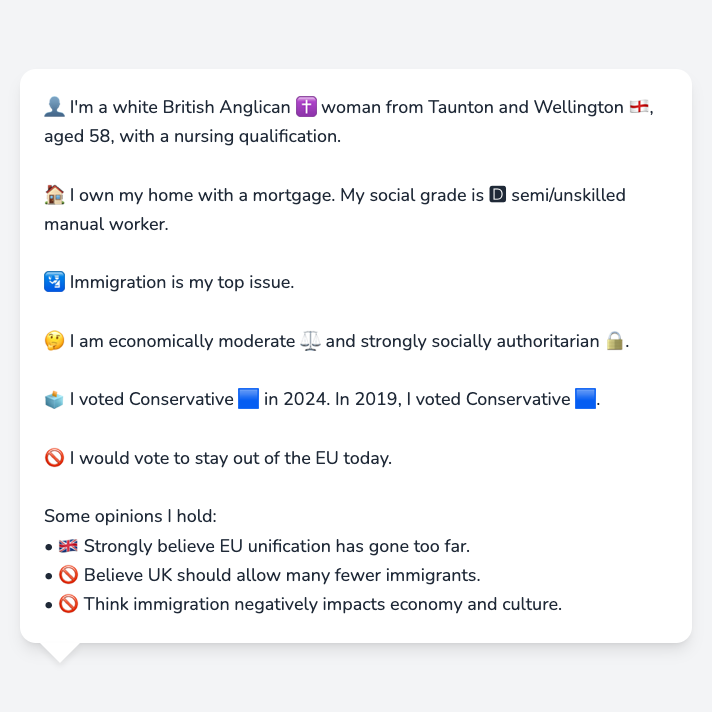 👤 I'm a white British Anglican ✝️ woman from Taunton and Wellington 🏴󠁧󠁢󠁥󠁮󠁧󠁿,
aged 58, with a nursing qualification.
🏠 I own my home with a mortgage. My social grade is 🅳 semi/unskilled
manual worker.
🛂 Immigration is my top issue.
🤔 I am economically moderate ⚖️ and strongly socially authoritarian 🔒.
🗳️ I voted Conservative 🟦 in 2024. In 2019, I voted Conservative 🟦.
🚫 I would vote to stay out of the EU today.
Some opinions I hold:
• 🇬🇧 Strongly believe EU unification has gone too far.
• 🚫 Believe UK should allow many fewer immigrants.
• 🚫 Think immigration negatively impacts economy and culture.